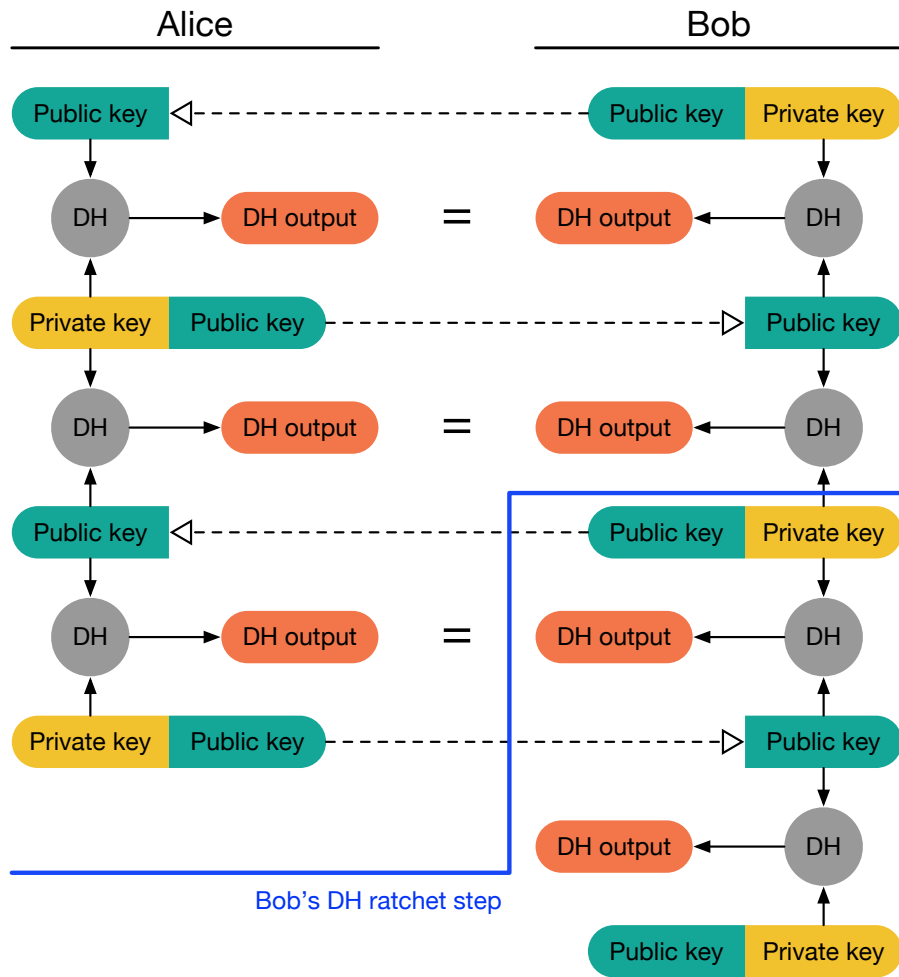 Alice
Bob
Public key
Public key Private key
DH
DH output
=
DH output
DH
Private key Public key
Public key
DH
DH output
=
DH output
DH
Public key
Public key Private key
DH
DH output
=
DH output
DH
Private key Public key
Public key
DH output
DH
Bob's DH ratchet step
Public key Private key